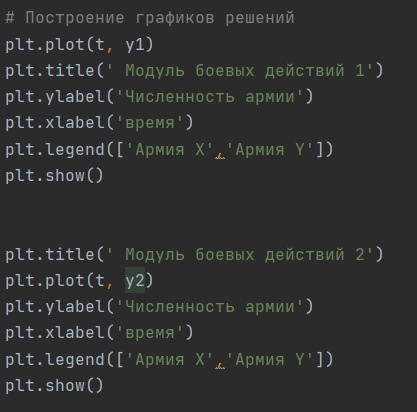 # Построение графиков решений
plt.plot(t, y1)
plt.title(' Модуль боевых действий 1')
plt.ylabel('Численность армии')
plt.xlabel('время')
plt.legend(['Армия X','Армия Y'])
plt.show()
plt.title(' Модуль боевых действий 2')
plt.plot(t, y2)
plt.ylabel('Численность армии')
plt.xlabel('время')
plt.legend(['Армия X','Армия Y'])
plt.show()